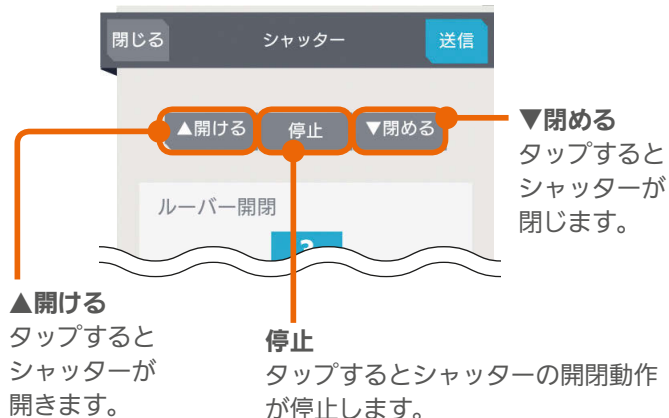 閉じる シャッター 送信
▲開ける 停止 ▼閉める
ルーバー開閉
▼閉める
タップすると
シャッターが
閉じます。
▲開ける
タップすると
シャッターが
開きます。
停止
タップするとシャッターの開閉動作
が停止します。